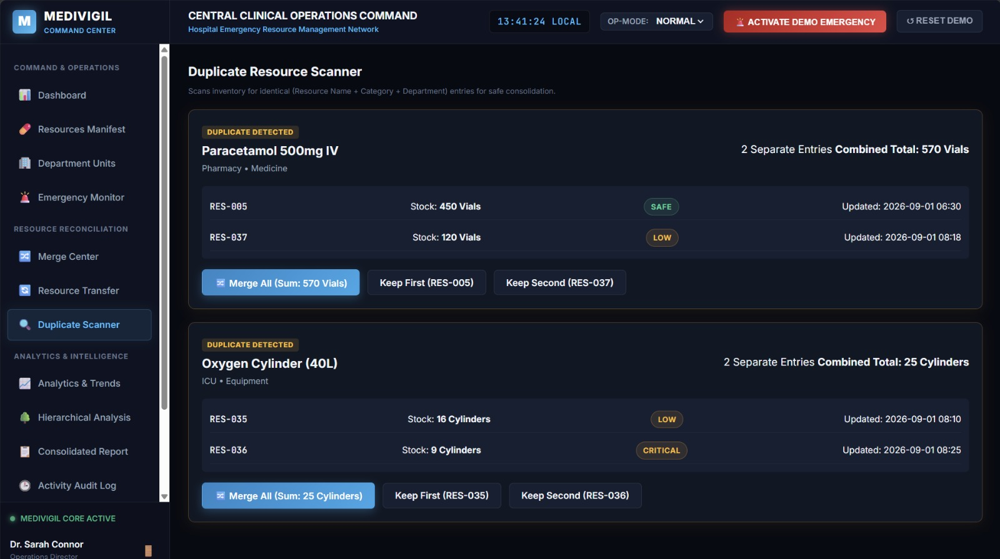 M
MEDIVIGIL
COMMAND CENTER
CENTRAL CLINICAL OPERATIONS COMMAND
Hospital Emergency Resource Management Network
13:41:24 LOCAL
OP-MODE: NORMAL
ACTIVATE DEMO EMERGENCY
↺ RESET DEMO
COMMAND & OPERATIONS
Dashboard
Resources Manifest
Department Units
Emergency Monitor
RESOURCE RECONCILIATION
Merge Center
Resource Transfer
Duplicate Scanner
ANALYTICS & INTELLIGENCE
Analytics & Trends
Hierarchical Analysis
Consolidated Report
Activity Audit Log
MEDIVIGIL CORE ACTIVE
Dr. Sarah Connor
Operations Director
Duplicate Resource Scanner
Scans inventory for identical (Resource Name + Category + Department) entries for safe consolidation.
DUPLICATE DETECTED
Paracetamol 500mg IV
Pharmacy • Medicine
2 Separate Entries Combined Total: 570 Vials
RES-005 Stock: 450 Vials SAFE Updated: 2026-09-01 06:30
RES-037 Stock: 120 Vials LOW Updated: 2026-09-01 08:18
Merge All (Sum: 570 Vials) Keep First (RES-005) Keep Second (RES-037)
DUPLICATE DETECTED
Oxygen Cylinder (40L)
ICU • Equipment
2 Separate Entries Combined Total: 25 Cylinders
RES-035 Stock: 16 Cylinders LOW Updated: 2026-09-01 08:10
RES-036 Stock: 9 Cylinders CRITICAL Updated: 2026-09-01 08:25
Merge All (Sum: 25 Cylinders) Keep First (RES-035) Keep Second (RES-036)